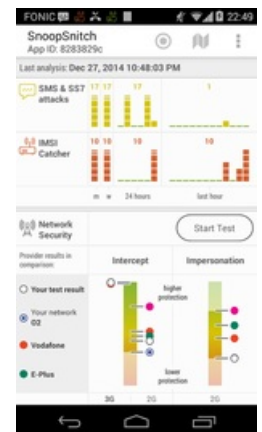 FONIC 22:49
SnoopSnitch
App ID: 8283829c
Last analysis: Dec 27, 2014 10:48:03 PM
SMS & SS7 attacks
17 17 17 1
IMSI Catcher
10 10 10 10
m w 24 hours last hour
Network Security
Start Test
Provider results in comparison:
Intercept Impersonation
Your test result
Your network O2
Vodafone
E-Plus
higher protection
lower protection
3G 2G 2G